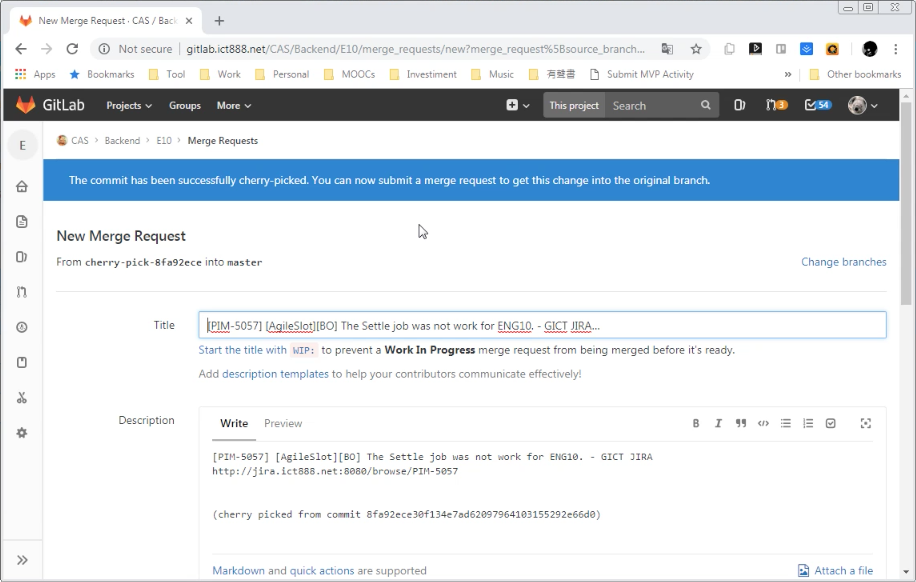 New Merge Request · CAS / Back
Not secure | gitlab.ict888.net/CAS/Backend/E10/merge_requests/new?merge_request%5Bsource_branch...
Apps Bookmarks Tool Work Personal MOOCs Investiment Music 有聲書 Submit MVP Activity » Other bookmarks
GitLab Projects Groups More This project Search 3 54
E CAS > Backend > E10 > Merge Requests
The commit has been successfully cherry-picked. You can now submit a merge request to get this change into the original branch.
New Merge Request
From cherry-pick-8fa92ece into master Change branches
Title [PIM-5057] [AgileSlot][BO] The Settle job was not work for ENG10. - GICT JIRA...
Start the title with WIP: to prevent a Work In Progress merge request from being merged before it's ready.
Add description templates to help your contributors communicate effectively!
Description Write Preview
[PIM-5057] [AgileSlot][BO] The Settle job was not work for ENG10. - GICT JIRA
http://jira.ict888.net:8080/browse/PIM-5057
(cherry picked from commit 8fa92ece30f134e7ad62097964103155292e66d0)
Markdown and quick actions are supported Attach a file